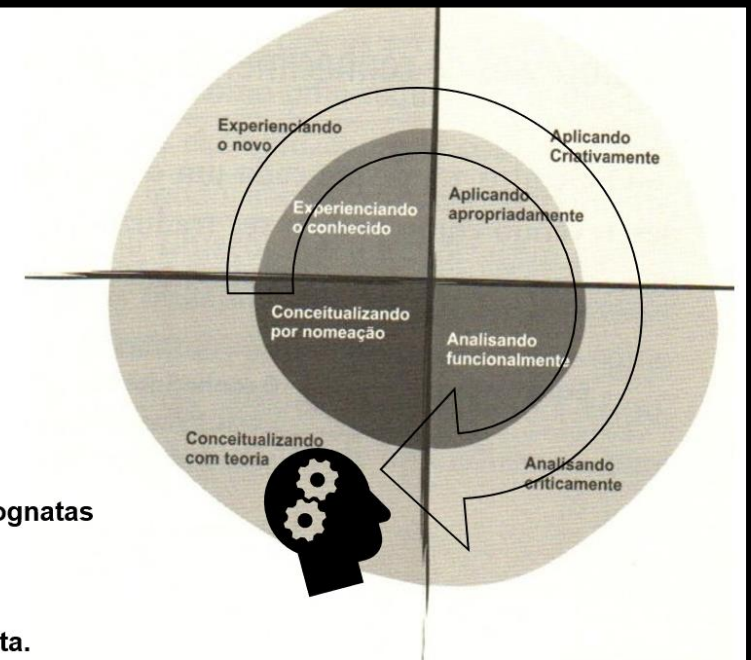 Experienciando
o novo
Aplicando
Criativamente
Experienciando
o conhecido
Aplicando
apropriadamente
Conceitualizando
por nomeação
Analisando
funcionalmente
Conceitualizando
com teoria
Analisando
criticamente
ognatas
ta.